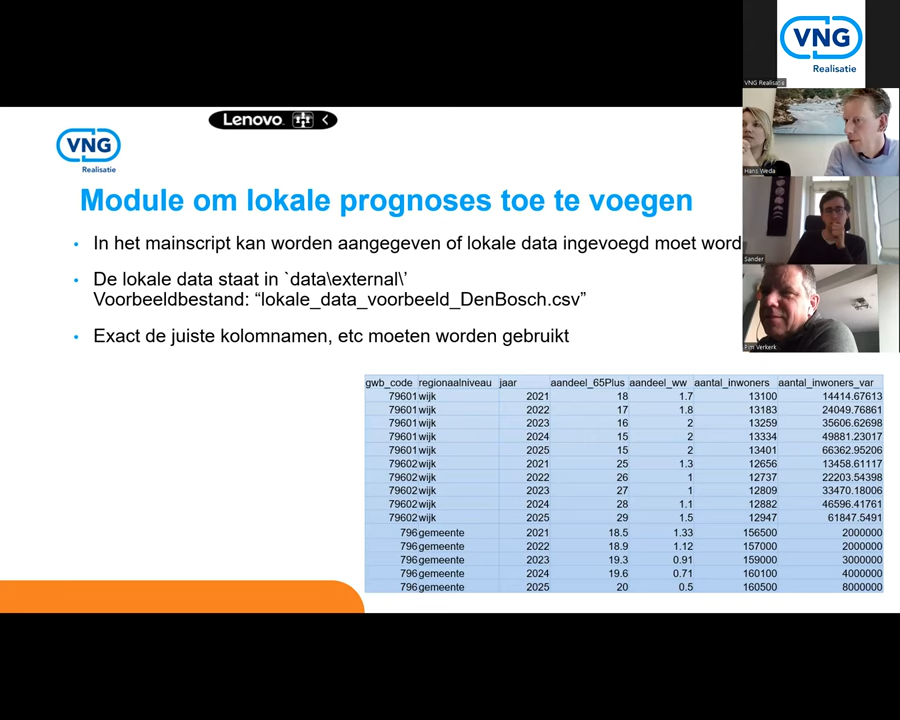 VNG
Realisatie
VNG Realisatie
Lenovo
VNG
Realisatie
Module om lokale prognoses toe te voegen
• In het mainscript kan worden aangegeven of lokale data ingevoegd moet word
• De lokale data staat in `data\external\’
Voorbeeldbestand: “lokale_data_voorbeeld_DenBosch.csv”
• Exact de juiste kolomnamen, etc moeten worden gebruikt
Hans Weda
Sander
Pim Verkerk
gwb_code regionaalniveau jaar aandeel_65Plus aandeel_ww aantal_inwoners aantal_inwoners_var
79601 wijk 2021 18 1.7 13100 14414.67613
79601 wijk 2022 17 1.8 13183 24049.76861
79601 wijk 2023 16 2 13259 35606.62698
79601 wijk 2024 15 2 13334 49881.23017
79601 wijk 2025 15 2 13401 66362.95206
79602 wijk 2021 25 1.3 12656 13458.61117
79602 wijk 2022 26 1 12737 22203.54398
79602 wijk 2023 27 1 12809 33470.18006
79602 wijk 2024 28 1.1 12882 46596.41761
79602 wijk 2025 29 1.5 12947 61847.5491
796 gemeente 2021 18.5 1.33 156500 2000000
796 gemeente 2022 18.9 1.12 157000 2000000
796 gemeente 2023 19.3 0.91 159000 3000000
796 gemeente 2024 19.6 0.71 160100 4000000
796 gemeente 2025 20 0.5 160500 8000000